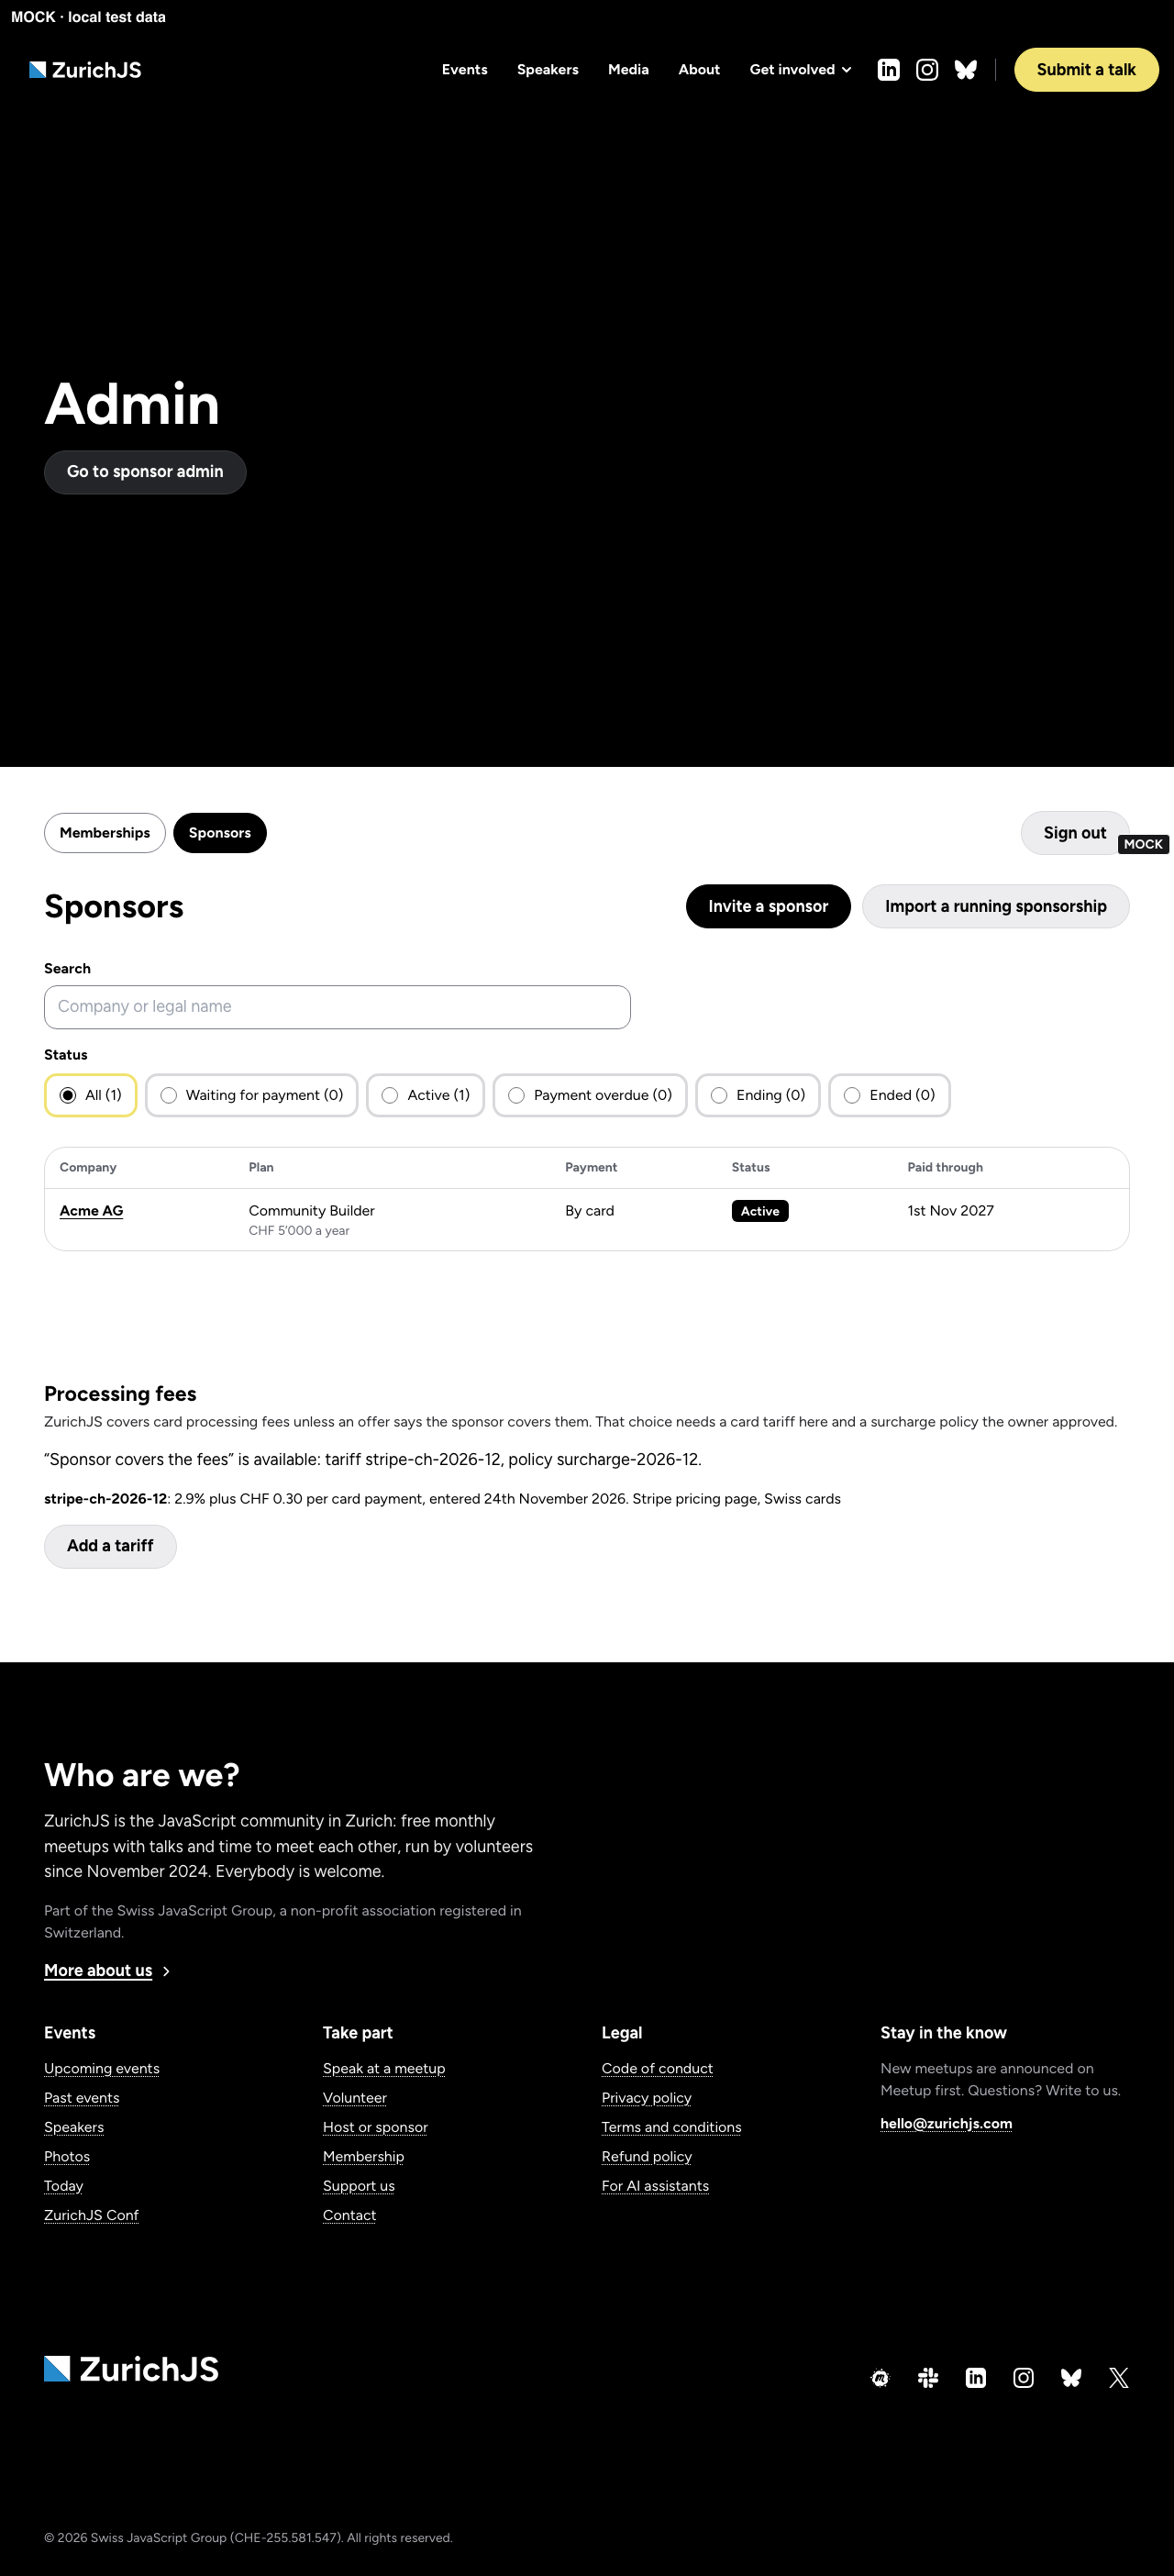 MOCK · local test data
ZurichJS
Events
Speakers
Media
About
Get involved
Submit a talk
Admin
Go to sponsor admin
Memberships
Sponsors
Sign out
MOCK
Sponsors
Invite a sponsor
Import a running sponsorship
Search
Company or legal name
Status
All (1)
Waiting for payment (0)
Active (1)
Payment overdue (0)
Ending (0)
Ended (0)
Company Plan Payment Status Paid through
Acme AG Community Builder By card Active 1st Nov 2027
CHF 5’000 a year
Processing fees
ZurichJS covers card processing fees unless an offer says the sponsor covers them. That choice needs a card tariff here and a surcharge policy the owner approved.
“Sponsor covers the fees” is available: tariff stripe-ch-2026-12, policy surcharge-2026-12.
stripe-ch-2026-12: 2.9% plus CHF 0.30 per card payment, entered 24th November 2026. Stripe pricing page, Swiss cards
Add a tariff
Who are we?
ZurichJS is the JavaScript community in Zurich: free monthly
meetups with talks and time to meet each other, run by volunteers
since November 2024. Everybody is welcome.
Part of the Swiss JavaScript Group, a non-profit association registered in
Switzerland.
More about us
Events
Upcoming events
Past events
Speakers
Photos
Today
ZurichJS Conf
Take part
Speak at a meetup
Volunteer
Host or sponsor
Membership
Support us
Contact
Legal
Code of conduct
Privacy policy
Terms and conditions
Refund policy
For AI assistants
Stay in the know
New meetups are announced on
Meetup first. Questions? Write to us.
hello@zurichjs.com
ZurichJS
© 2026 Swiss JavaScript Group (CHE-255.581.547). All rights reserved.